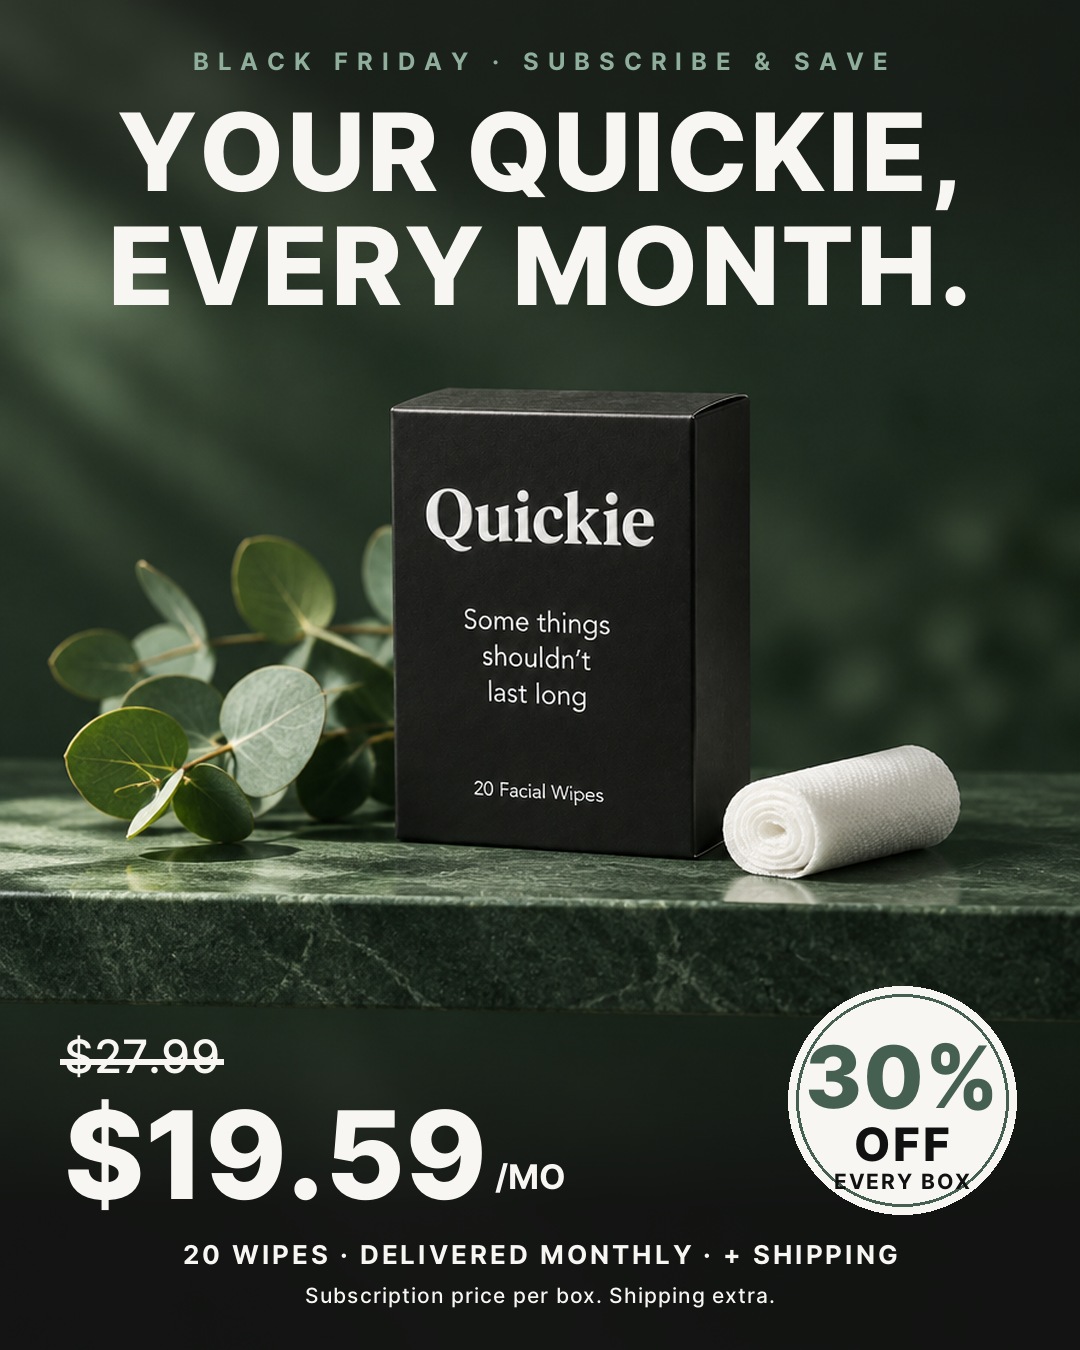 BLACK FRIDAY · SUBSCRIBE & SAVE
YOUR QUICKIE,
EVERY MONTH.
Quickie
Some things
shouldn't
last long
20 Facial Wipes
$27.99
$19.59 /MO
30%
OFF
EVERY BOX
20 WIPES · DELIVERED MONTHLY · + SHIPPING
Subscription price per box. Shipping extra.